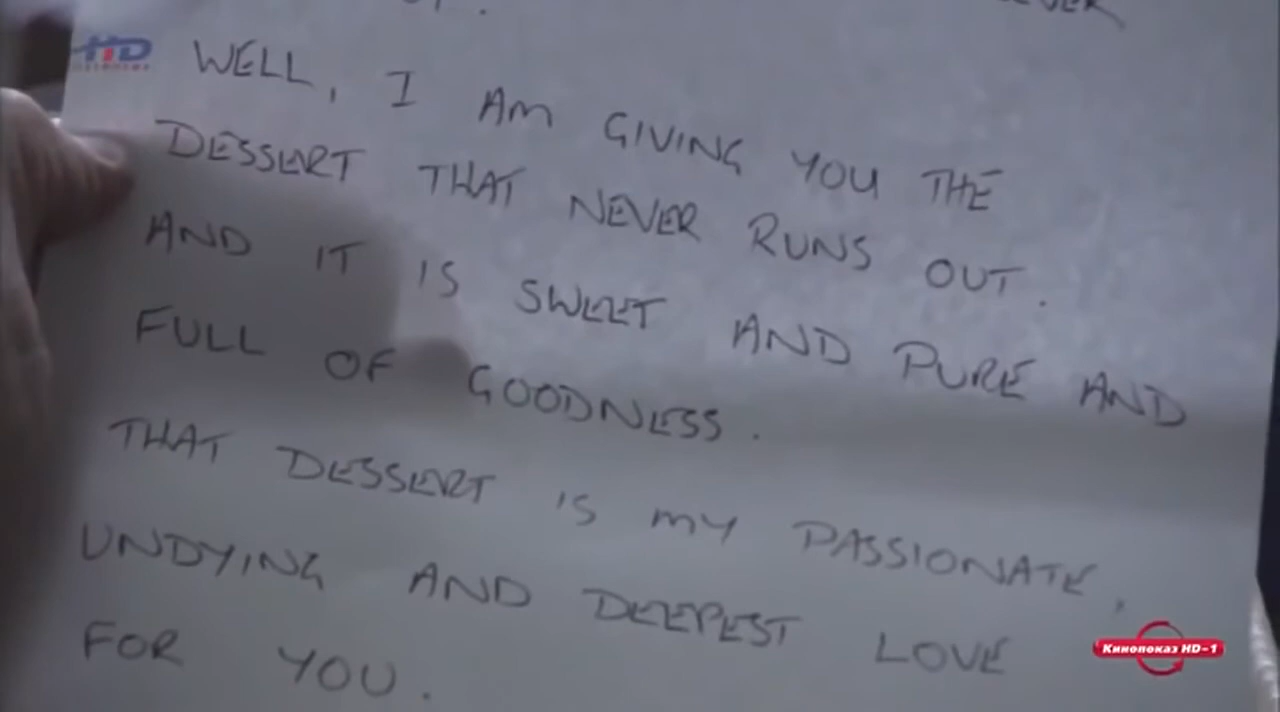 WELL, I AM GIVING YOU THE
DESSERT THAT NEVER RUNS OUT.
AND IT IS SWEET AND PURE AND
FULL OF GOODNESS.
THAT DESSERT IS MY PASSIONATE,
UNDYING AND DEEPEST LOVE
FOR YOU.
HD
Кинопоказ HD-1